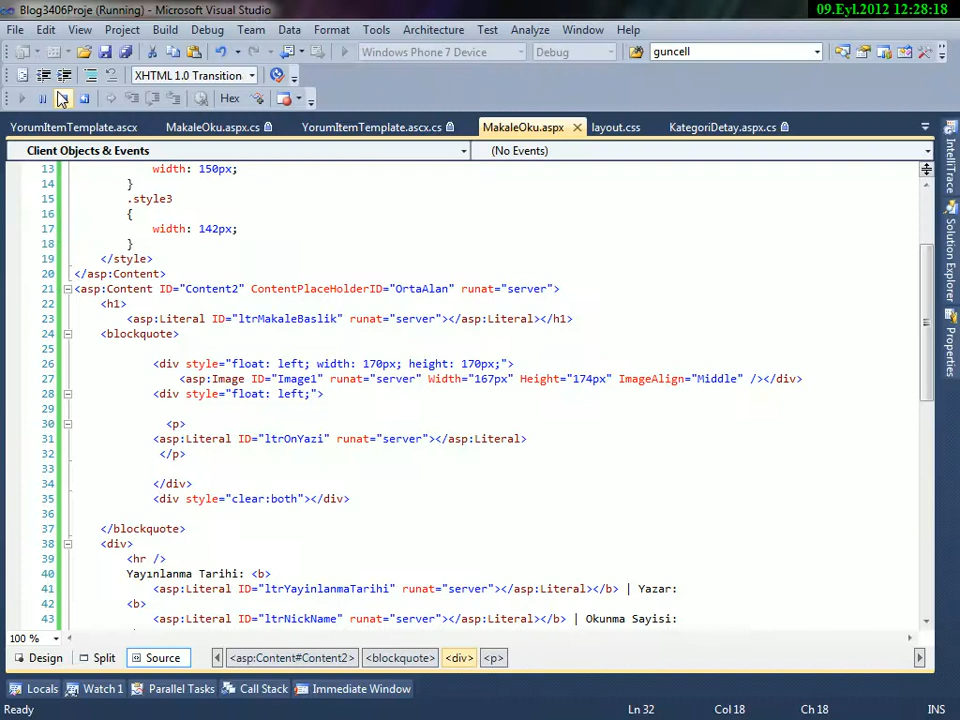 Blog3406Proje (Running) - Microsoft Visual Studio
09.Eyl.2012 12:28:18
File Edit View Project Build Debug Team Data Format Tools Architecture Test Analyze Window Help
Windows Phone 7 Device Debug guncell
XHTML 1.0 Transition
Hex
YorumItemTemplate.ascx MakaleOku.aspx.cs YorumItemTemplate.ascx.cs MakaleOku.aspx layout.css KategoriDetay.aspx.cs
Client Objects & Events (No Events)
13 width: 150px;
14 }
15 .style3
16 {
17 width: 142px;
18 }
19 </style>
20 </asp:Content>
21 <asp:Content ID="Content2" ContentPlaceHolderID="OrtaAlan" runat="server">
22 <h1>
23 <asp:Literal ID="ltrMakaleBaslik" runat="server"></asp:Literal></h1>
24 <blockquote>
25
26 <div style="float: left; width: 170px; height: 170px;">
27 <asp:Image ID="Image1" runat="server" Width="167px" Height="174px" ImageAlign="Middle" /></div>
28 <div style="float: left;">
29
30 <p>
31 <asp:Literal ID="ltrOnYazi" runat="server"></asp:Literal>
32 </p>
33
34 </div>
35 <div style="clear:both"></div>
36
37 </blockquote>
38 <div>
39 <hr />
40 Yayınlanma Tarihi: <b>
41 <asp:Literal ID="ltrYayinlanmaTarihi" runat="server"></asp:Literal></b> | Yazar:
42 <b>
43 <asp:Literal ID="ltrNickName" runat="server"></asp:Literal></b> | Okunma Sayisi:
IntelliTrace
Solution Explorer
Properties
100 %
Design Split Source <asp:Content#Content2> <blockquote> <div> <p>
Locals Watch 1 Parallel Tasks Call Stack Immediate Window
Ready Ln 32 Col 18 Ch 18 INS